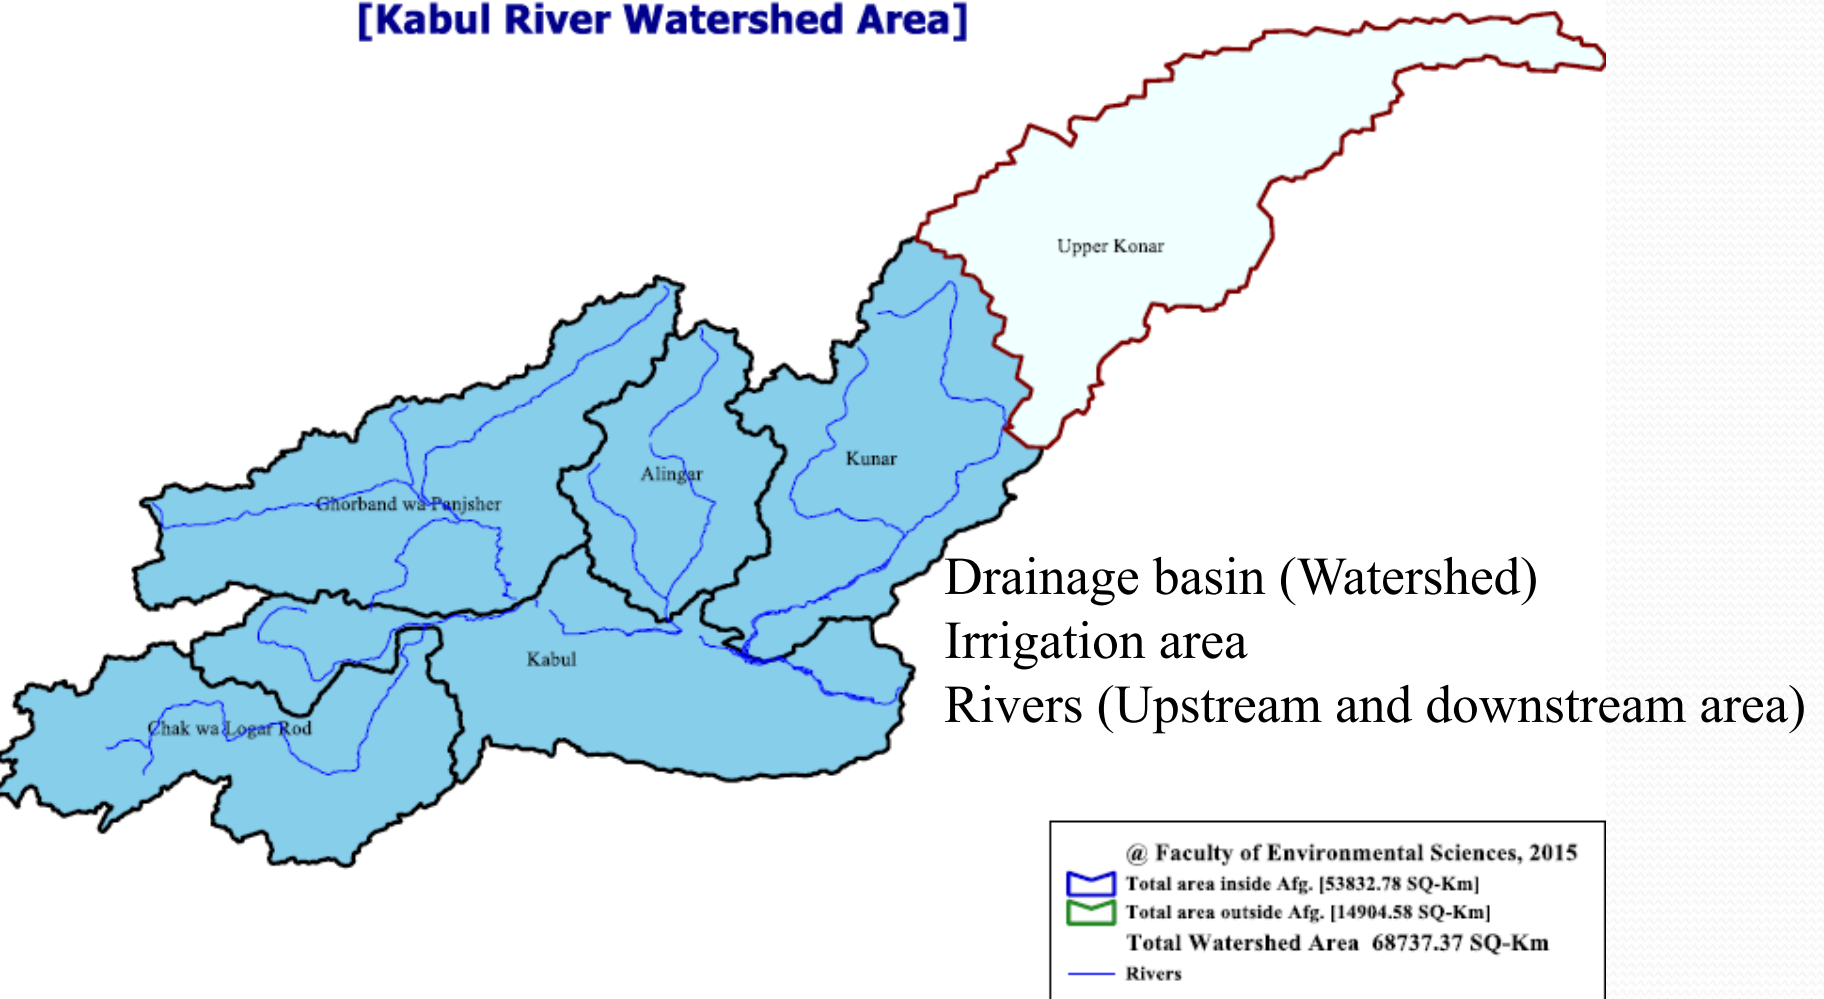 [Kabul River Watershed Area]
Upper Konar
Kunar
Alingar
Ghorband wa Panjsher
Drainage basin (Watershed)
Irrigation area
Rivers (Upstream and downstream area)
Kabul
Chak wa Logar Rod
@ Faculty of Environmental Sciences, 2015
Total area inside Afg. [53832.78 SQ-Km]
Total area outside Afg. [14904.58 SQ-Km]
Total Watershed Area 68737.37 SQ-Km
Rivers